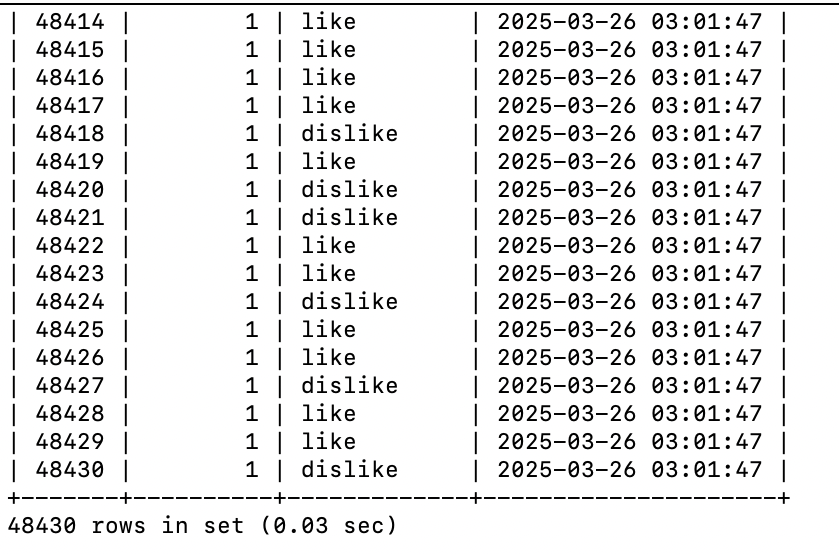 | 48414 |         1 | like         | 2025-03-26 03:01:47 |
| 48415 |         1 | like         | 2025-03-26 03:01:47 |
| 48416 |         1 | like         | 2025-03-26 03:01:47 |
| 48417 |         1 | like         | 2025-03-26 03:01:47 |
| 48418 |         1 | dislike      | 2025-03-26 03:01:47 |
| 48419 |         1 | like         | 2025-03-26 03:01:47 |
| 48420 |         1 | dislike      | 2025-03-26 03:01:47 |
| 48421 |         1 | dislike      | 2025-03-26 03:01:47 |
| 48422 |         1 | like         | 2025-03-26 03:01:47 |
| 48423 |         1 | like         | 2025-03-26 03:01:47 |
| 48424 |         1 | dislike      | 2025-03-26 03:01:47 |
| 48425 |         1 | like         | 2025-03-26 03:01:47 |
| 48426 |         1 | like         | 2025-03-26 03:01:47 |
| 48427 |         1 | dislike      | 2025-03-26 03:01:47 |
| 48428 |         1 | like         | 2025-03-26 03:01:47 |
| 48429 |         1 | like         | 2025-03-26 03:01:47 |
| 48430 |         1 | dislike      | 2025-03-26 03:01:47 |
+-------+-----------+--------------+---------------------+
48430 rows in set (0.03 sec)